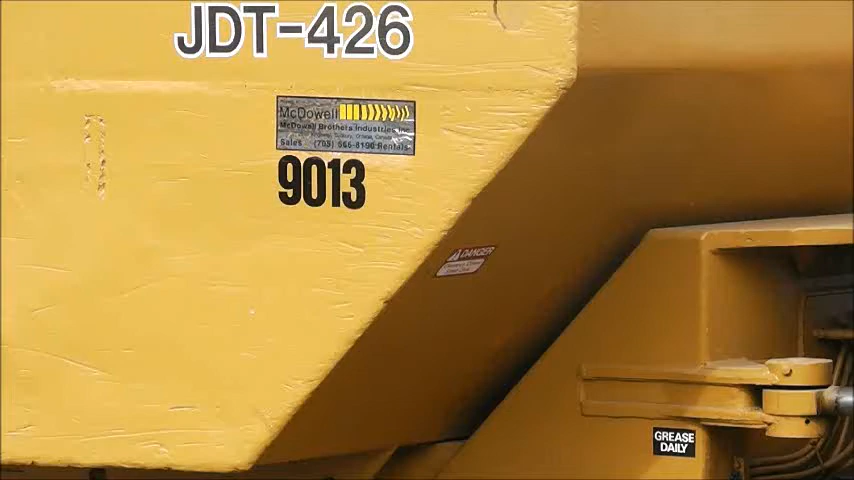 JDT-426
McDowell
McDowell Brothers Industries Inc.
Sales (705) 566-8190 Rentals
9013
DANGER
GREASE
DAILY